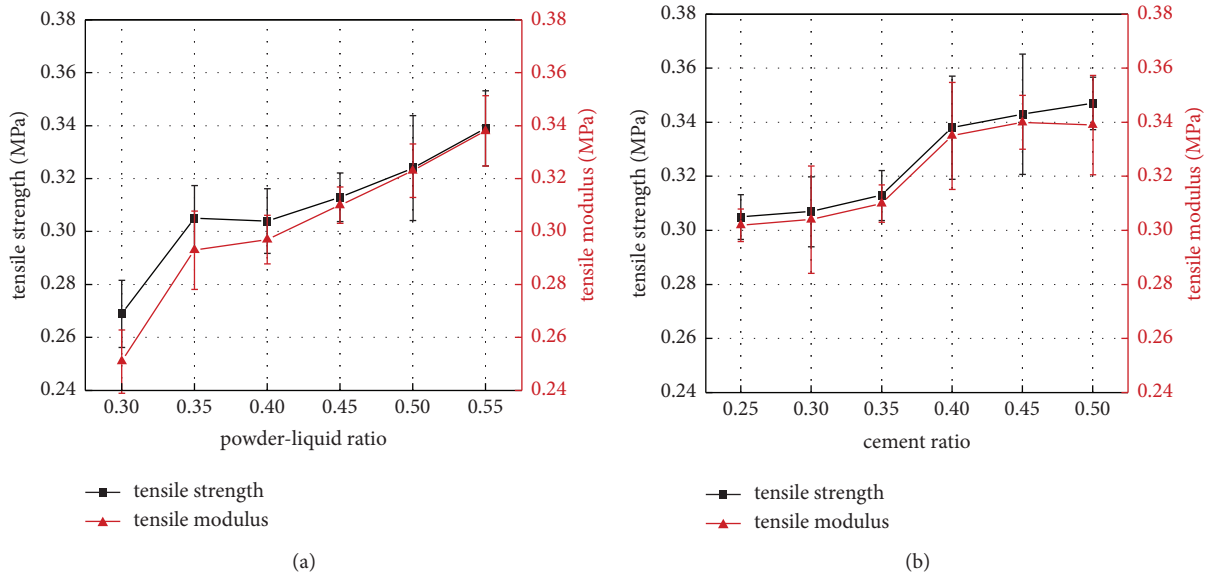 0.38
0.36
0.34
0.32
0.30
0.28
0.26
0.24
tensile strength (MPa)
0.30 0.35 0.40 0.45 0.50 0.55
powder-liquid ratio
0.38
0.36
0.34
0.32
0.30
0.28
0.26
0.24
tensile modulus (MPa)
tensile strength
tensile modulus
(a)
0.38
0.36
0.34
0.32
0.30
0.28
0.26
0.24
tensile strength (MPa)
0.25 0.30 0.35 0.40 0.45 0.50
cement ratio
0.38
0.36
0.34
0.32
0.30
0.28
0.26
0.24
tensile modulus (MPa)
tensile strength
tensile modulus
(b)